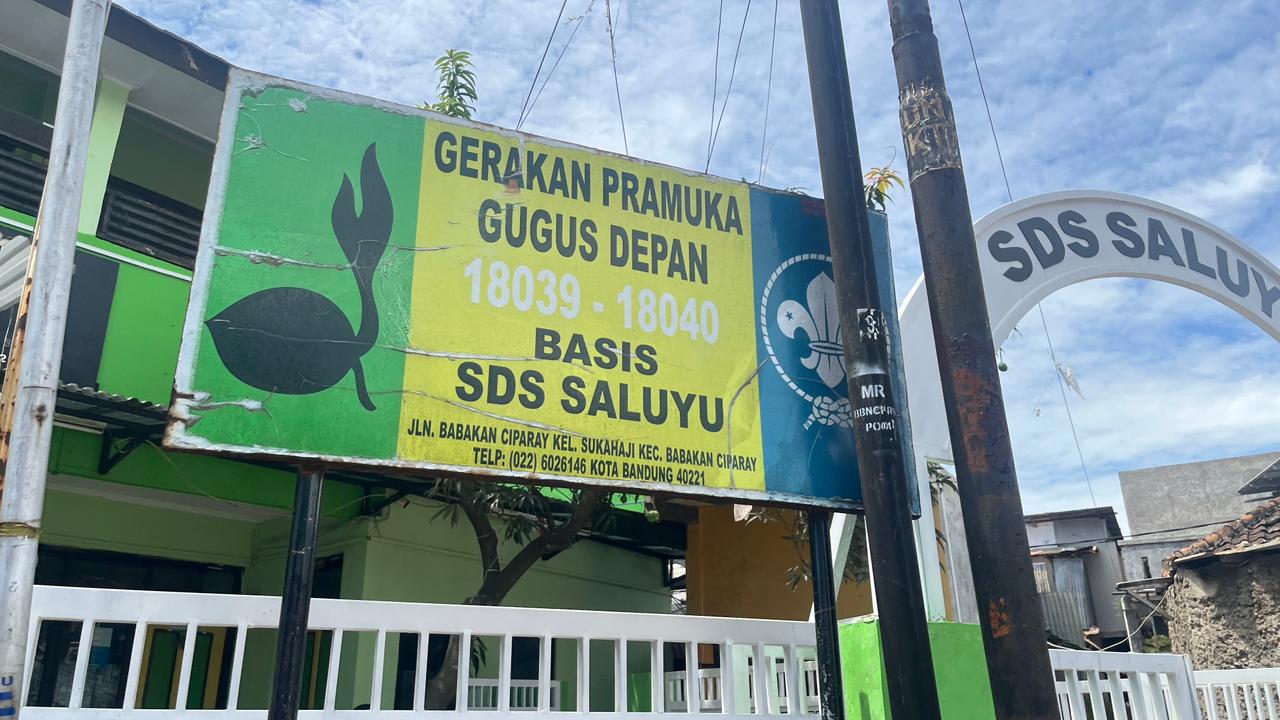 GERAKAN PRAMUKA
GUGUS DEPAN
18039 - 18040
BASIS
SDS SALUYU
JLN. BABAKAN CIPARAY KEL. SUKAHAJI KEC. BABAKAN CIPARAY
TELP: (022) 6026146 KOTA BANDUNG 40221
SDS SALUY
MR